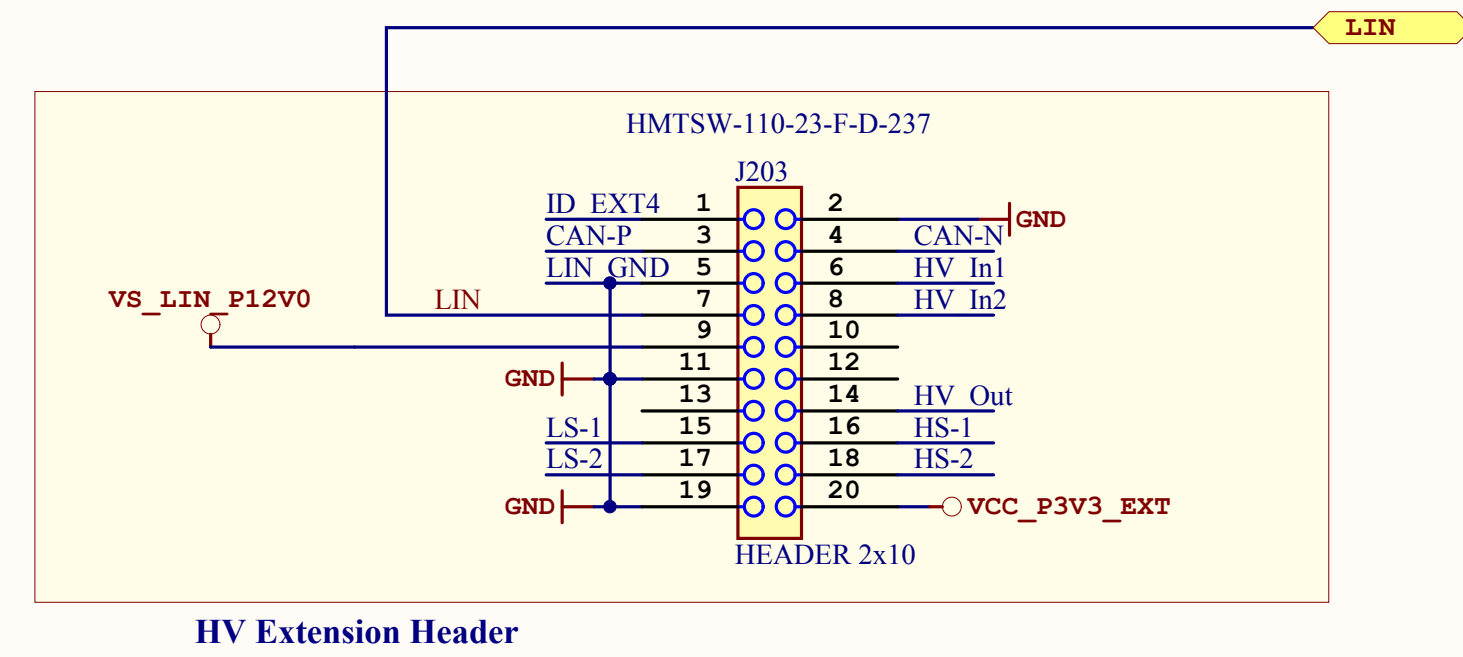 LIN
HMTSW-110-23-F-D-237
J203
ID_EXT4 1 2 GND
CAN-P 3 4 CAN-N
LIN_GND 5 6 HV_In1
VS_LIN_P12V0 LIN 7 8 HV_In2
9 10
GND 11 12
13 14 HV_Out
LS-1 15 16 HS-1
LS-2 17 18 HS-2
GND 19 20 VCC_P3V3_EXT
HEADER 2x10
HV Extension Header